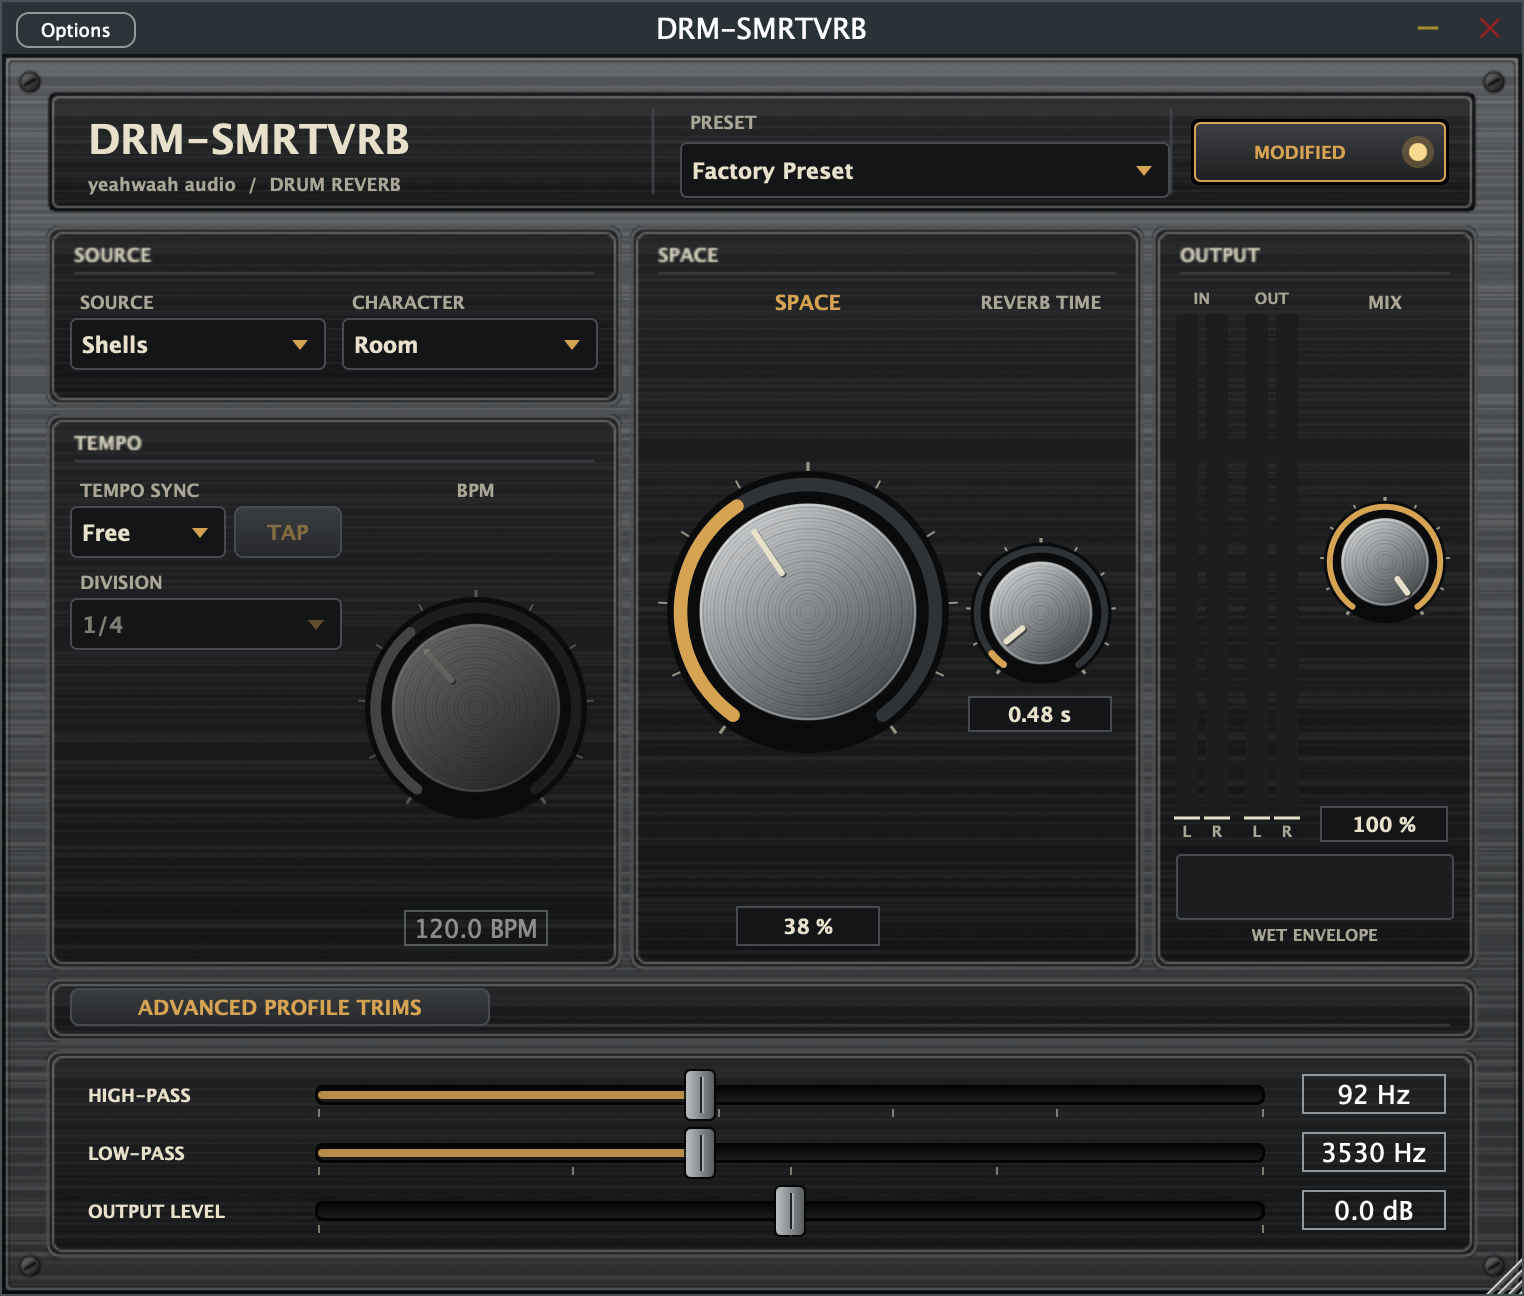 Options
DRM-SMRTVRB
DRM-SMRTVRB
yeahwaah audio / DRUM REVERB
PRESET
Factory Preset
MODIFIED
SOURCE
SOURCE
CHARACTER
Shells
Room
TEMPO
TEMPO SYNC
BPM
Free
TAP
DIVISION
1/4
120.0 BPM
SPACE
SPACE
REVERB TIME
0.48 s
38 %
OUTPUT
IN
OUT
MIX
L R L R
100 %
WET ENVELOPE
ADVANCED PROFILE TRIMS
HIGH-PASS
92 Hz
LOW-PASS
3530 Hz
OUTPUT LEVEL
0.0 dB